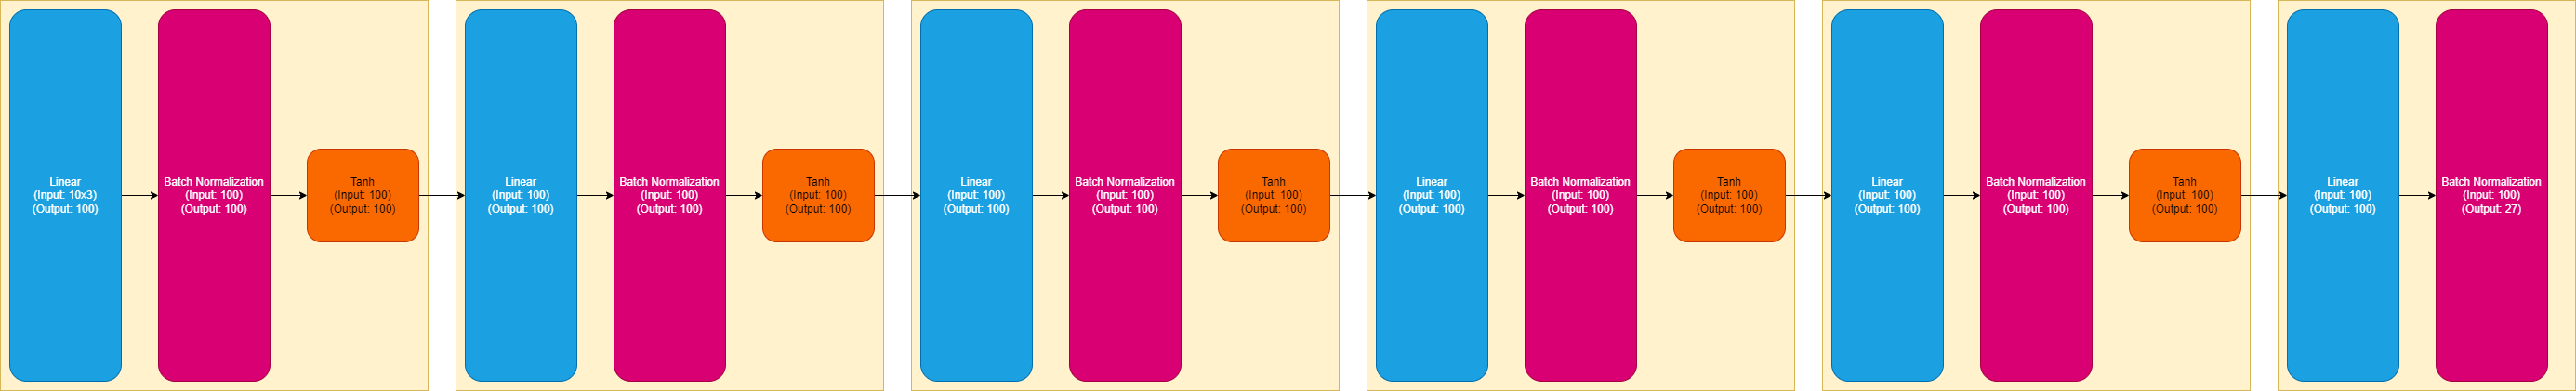 Linear
(Input: 10x3)
(Output: 100)
Batch Normalization
(Input: 100)
(Output: 100)
Tanh
(Input: 100)
(Output: 100)
Linear
(Input: 100)
(Output: 100)
Batch Normalization
(Input: 100)
(Output: 100)
Tanh
(Input: 100)
(Output: 100)
Linear
(Input: 100)
(Output: 100)
Batch Normalization
(Input: 100)
(Output: 100)
Tanh
(Input: 100)
(Output: 100)
Linear
(Input: 100)
(Output: 100)
Batch Normalization
(Input: 100)
(Output: 100)
Tanh
(Input: 100)
(Output: 100)
Linear
(Input: 100)
(Output: 100)
Batch Normalization
(Input: 100)
(Output: 100)
Tanh
(Input: 100)
(Output: 100)
Linear
(Input: 100)
(Output: 100)
Batch Normalization
(Input: 100)
(Output: 27)